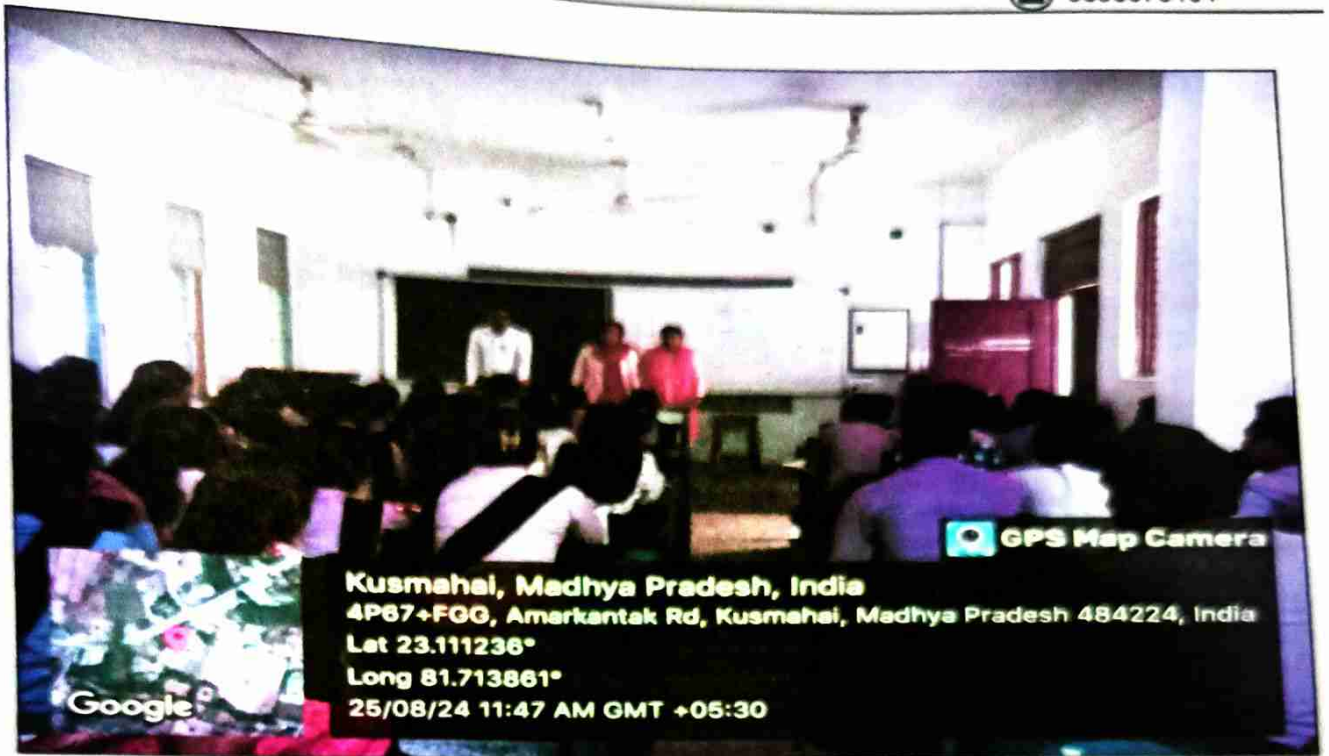 GPS Map Camera
Kusmahai, Madhya Pradesh, India
4P67+FGG, Amarkantak Rd, Kusmahai, Madhya Pradesh 484224, India
Lat 23.111236°
Long 81.713861°
25/08/24 11:47 AM GMT +05:30
Google